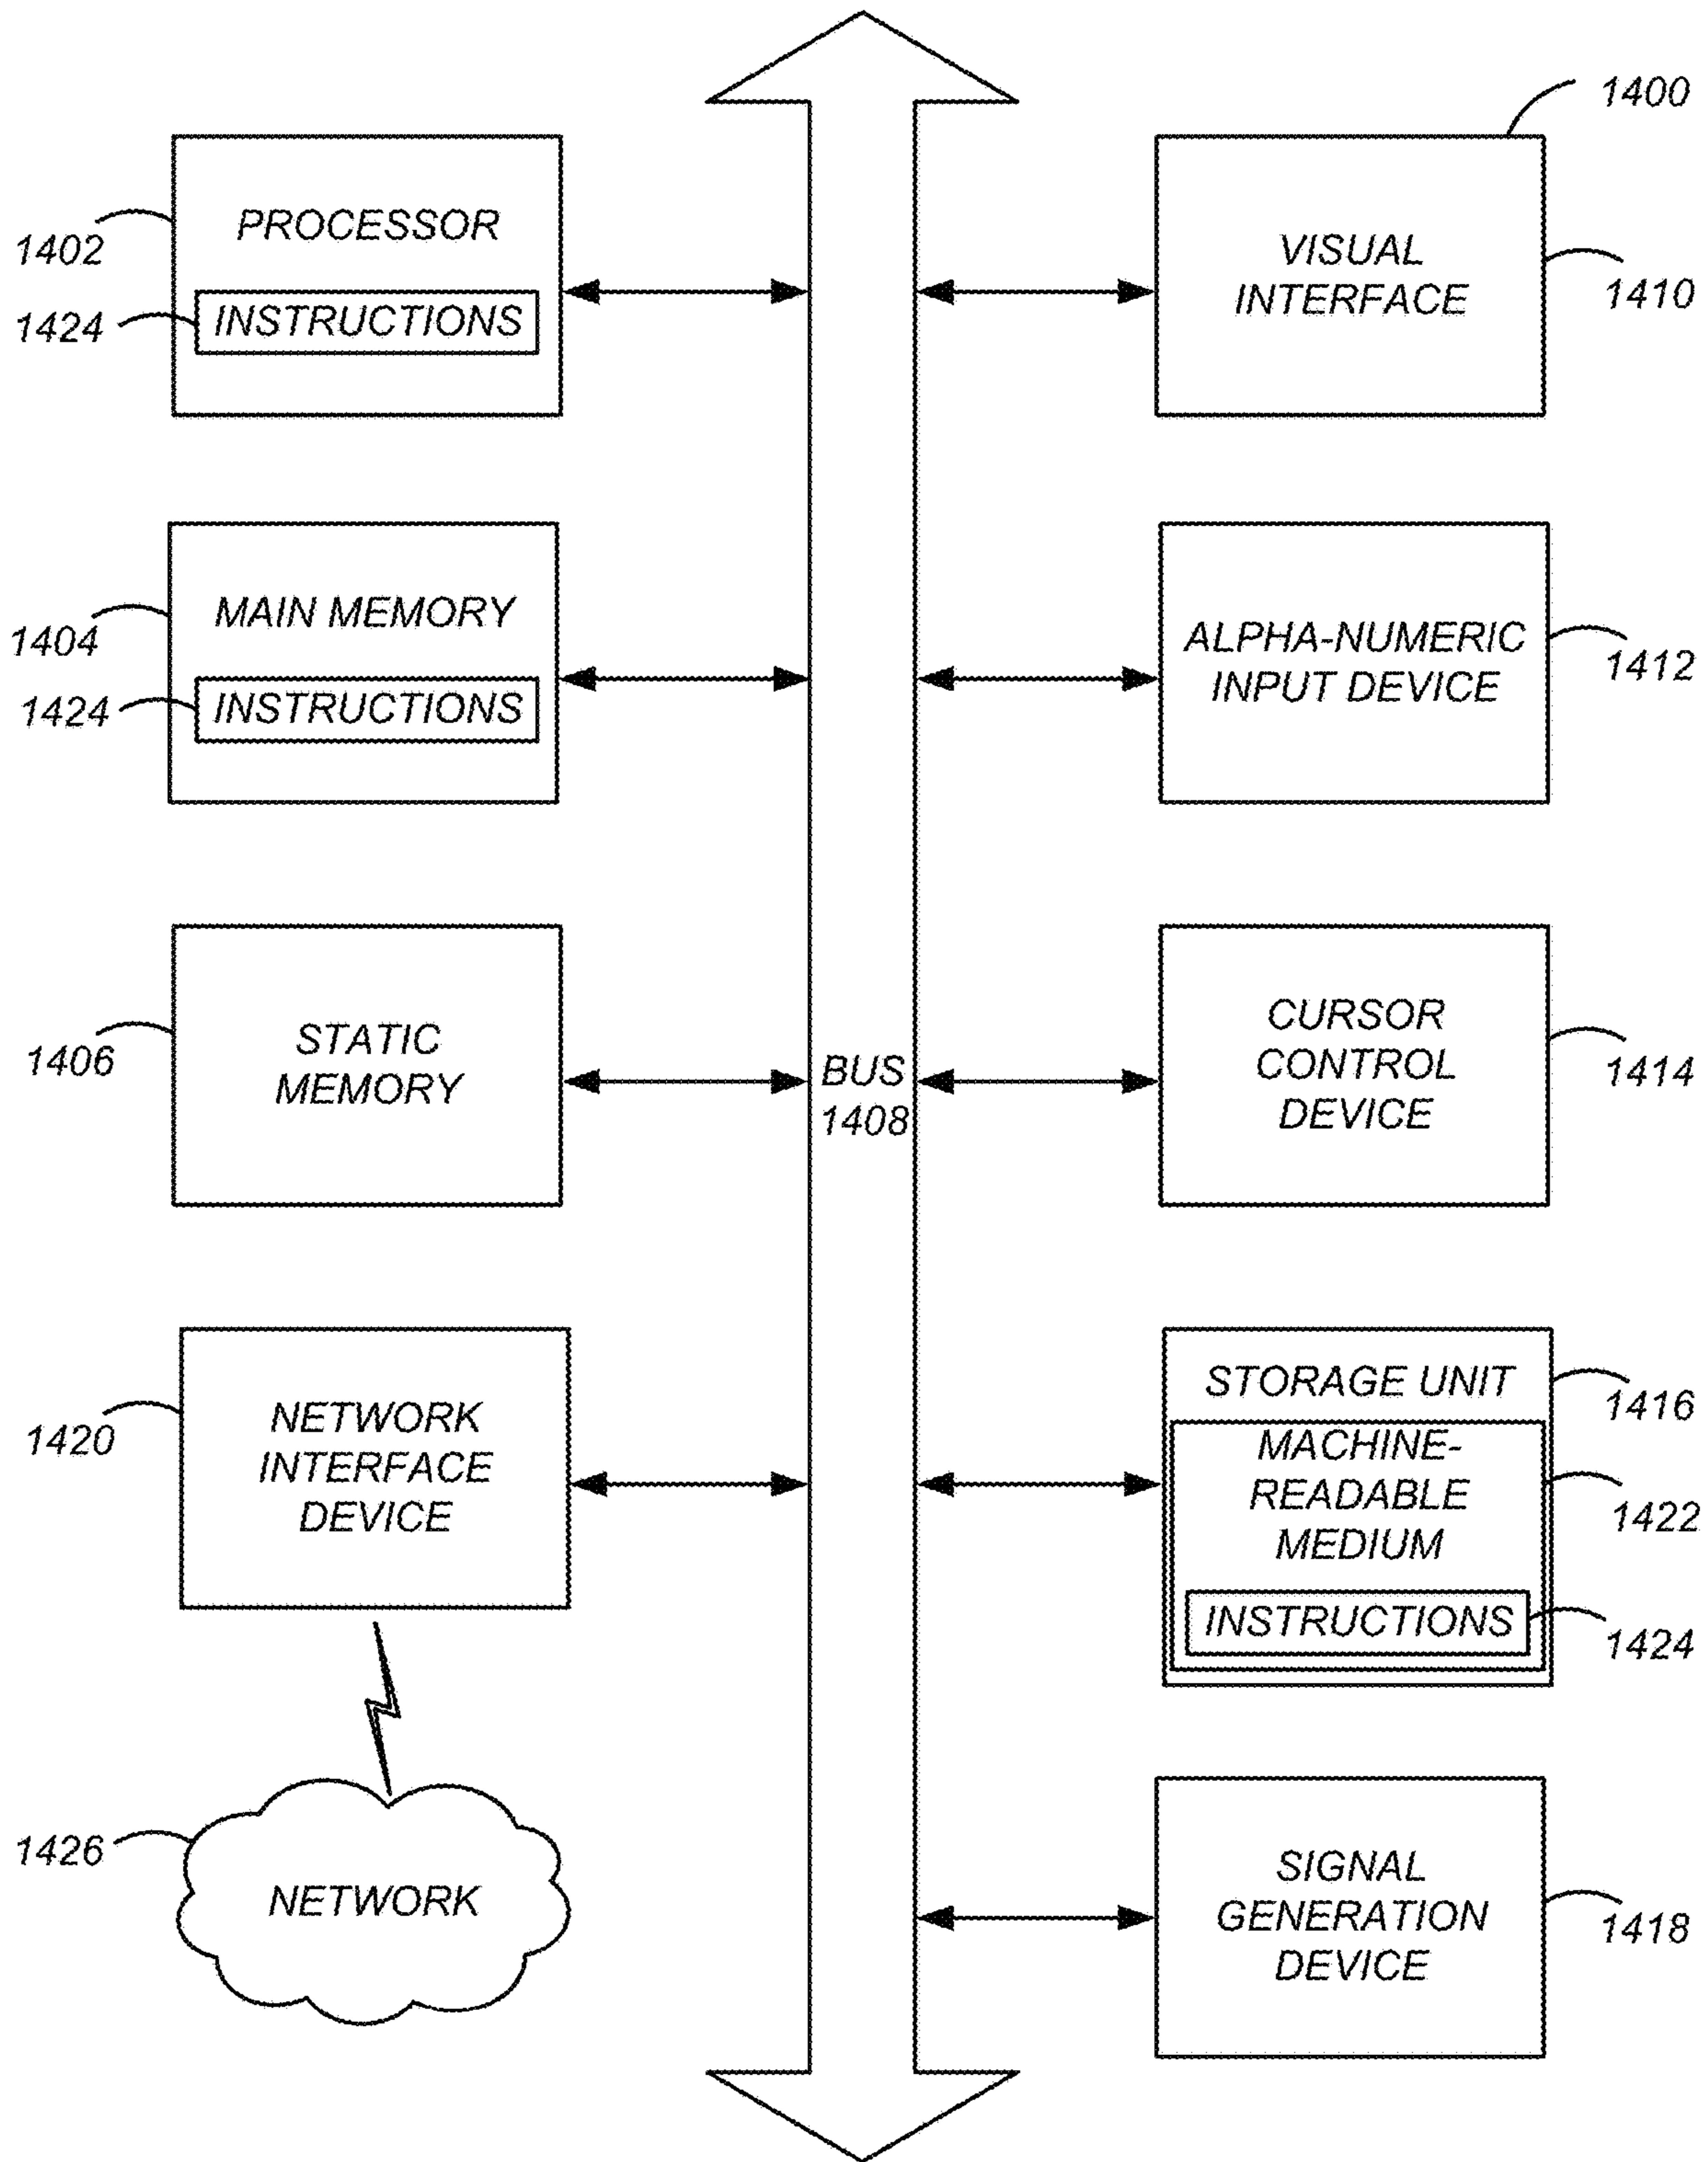 1400
PROCESSOR
1402
INSTRUCTIONS
1424
VISUAL
INTERFACE
1410
MAIN MEMORY
1404
INSTRUCTIONS
1424
ALPHA-NUMERIC
INPUT DEVICE
1412
STATIC
MEMORY
1406
BUS
1408
CURSOR
CONTROL
DEVICE
1414
NETWORK
INTERFACE
DEVICE
1420
STORAGE UNIT
1416
MACHINE-
READABLE
MEDIUM
1422
INSTRUCTIONS
1424
1426
NETWORK
SIGNAL
GENERATION
DEVICE
1418